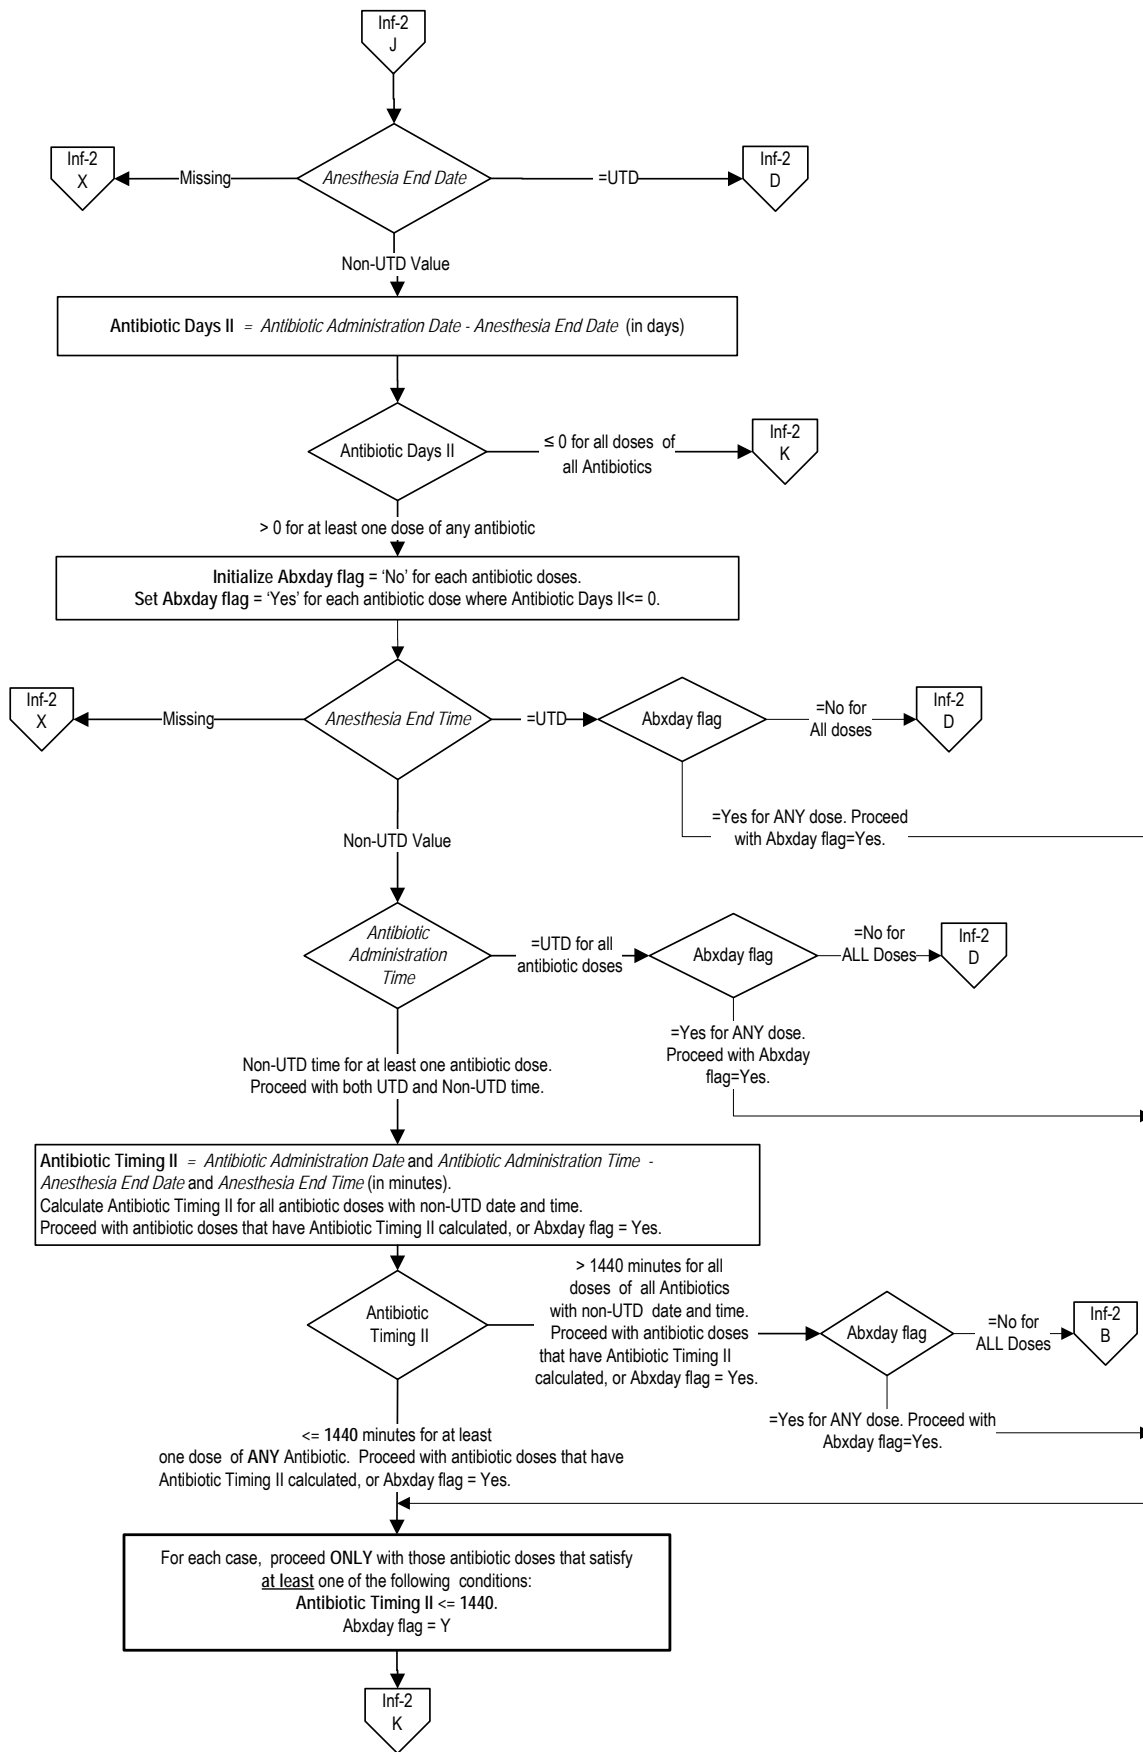 Inf-2
J
Inf-2
X
Missing
Anesthesia End Date
=UTD
Inf-2
D
Non-UTD Value
Antibiotic Days II = Antibiotic Administration Date - Anesthesia End Date (in days)
Antibiotic Days II
≤ 0 for all doses of
all Antibiotics
Inf-2
K
> 0 for at least one dose of any antibiotic
Initialize Abxday flag = ‘No’ for each antibiotic doses.
Set Abxday flag = ‘Yes’ for each antibiotic dose where Antibiotic Days II<= 0.
Inf-2
X
Missing
Anesthesia End Time
=UTD
Abxday flag
=No for
All doses
Inf-2
D
=Yes for ANY dose. Proceed
with Abxday flag=Yes.
Non-UTD Value
Antibiotic
Administration
Time
=UTD for all
antibiotic doses
Abxday flag
=No for
ALL Doses
Inf-2
D
=Yes for ANY dose.
Proceed with Abxday
flag=Yes.
Non-UTD time for at least one antibiotic dose.
Proceed with both UTD and Non-UTD time.
Antibiotic Timing II = Antibiotic Administration Date and Antibiotic Administration Time -
Anesthesia End Date and Anesthesia End Time (in minutes).
Calculate Antibiotic Timing II for all antibiotic doses with non-UTD date and time.
Proceed with antibiotic doses that have Antibiotic Timing II calculated, or Abxday flag = Yes.
Antibiotic
Timing II
> 1440 minutes for all
doses of all Antibiotics
with non-UTD date and time.
Proceed with antibiotic doses
that have Antibiotic Timing II
calculated, or Abxday flag = Yes.
Abxday flag
=No for
ALL Doses
Inf-2
B
=Yes for ANY dose. Proceed with
Abxday flag=Yes.
<= 1440 minutes for at least
one dose of ANY Antibiotic. Proceed with antibiotic doses that have
Antibiotic Timing II calculated, or Abxday flag = Yes.
For each case, proceed ONLY with those antibiotic doses that satisfy
at least one of the following conditions:
Antibiotic Timing II <= 1440.
Abxday flag = Y
Inf-2
K